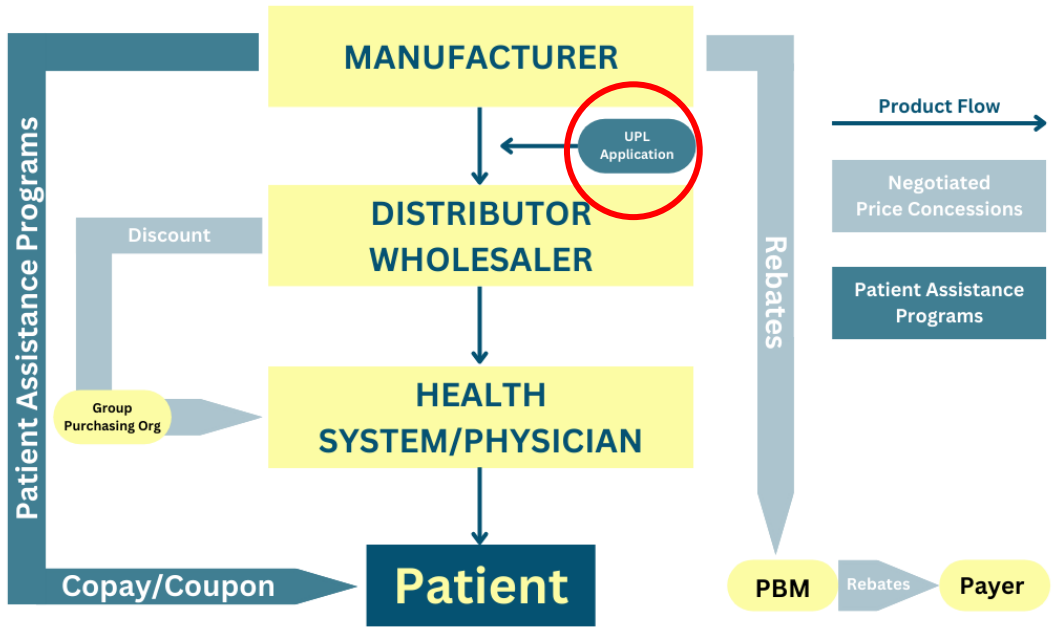 MANUFACTURER
UPL
Application
Product Flow
Negotiated
Price Concessions
Patient Assistance
Programs
Patient Assistance Programs
Discount
DISTRIBUTOR
WHOLESALER
Rebates
Group
Purchasing Org
HEALTH
SYSTEM/PHYSICIAN
Copay/Coupon
Patient
PBM
Rebates
Payer